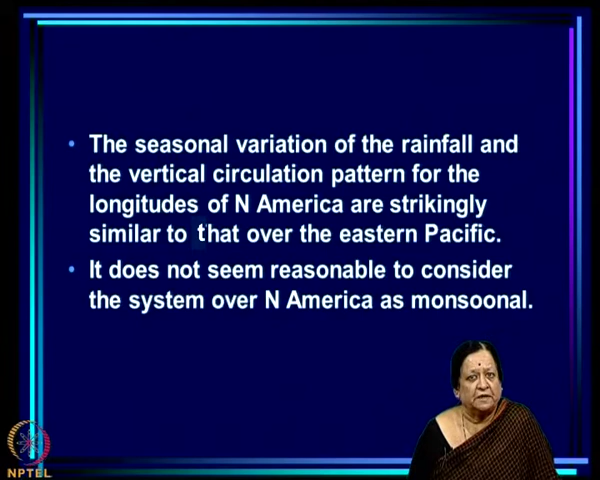 • The seasonal variation of the rainfall and
the vertical circulation pattern for the
longitudes of N America are strikingly
similar to that over the eastern Pacific.
• It does not seem reasonable to consider
the system over N America as monsoonal.
NPTEL